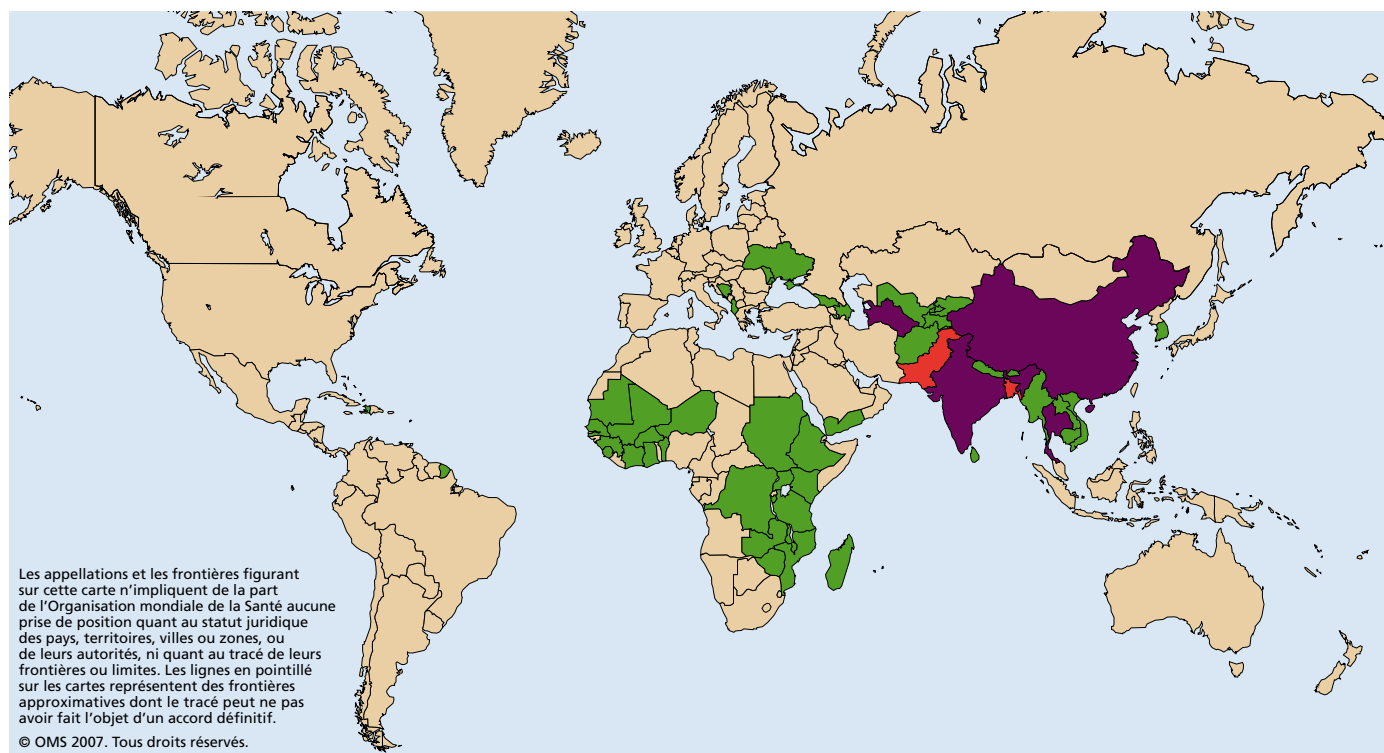 Les appellations et les frontières figurant
sur cette carte n’impliquent de la part
de l’Organisation mondiale de la Santé aucune
prise de position quant au statut juridique
des pays, territoires, villes ou zones, ou
de leurs autorités, ni quant au tracé de leurs
frontières ou limites. Les lignes en pointillé
sur les cartes représentent des frontières
approximatives dont le tracé peut ne pas
avoir fait l’objet d’un accord définitif.
© OMS 2007. Tous droits réservés.